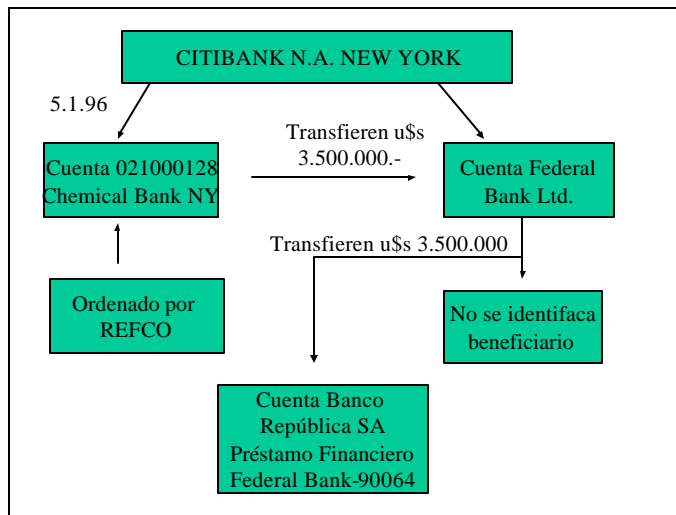 CITIBANK N.A. NEW YORK
5.1.96
Transfieren u$s
3.500.000.-
Cuenta 021000128
Chemical Bank NY
Cuenta Federal
Bank Ltd.
Transfieren u$s 3.500.000
Ordenado por
REFCO
No se identifaca
beneficiario
Cuenta Banco
República SA
Préstamo Financiero
Federal Bank-90064